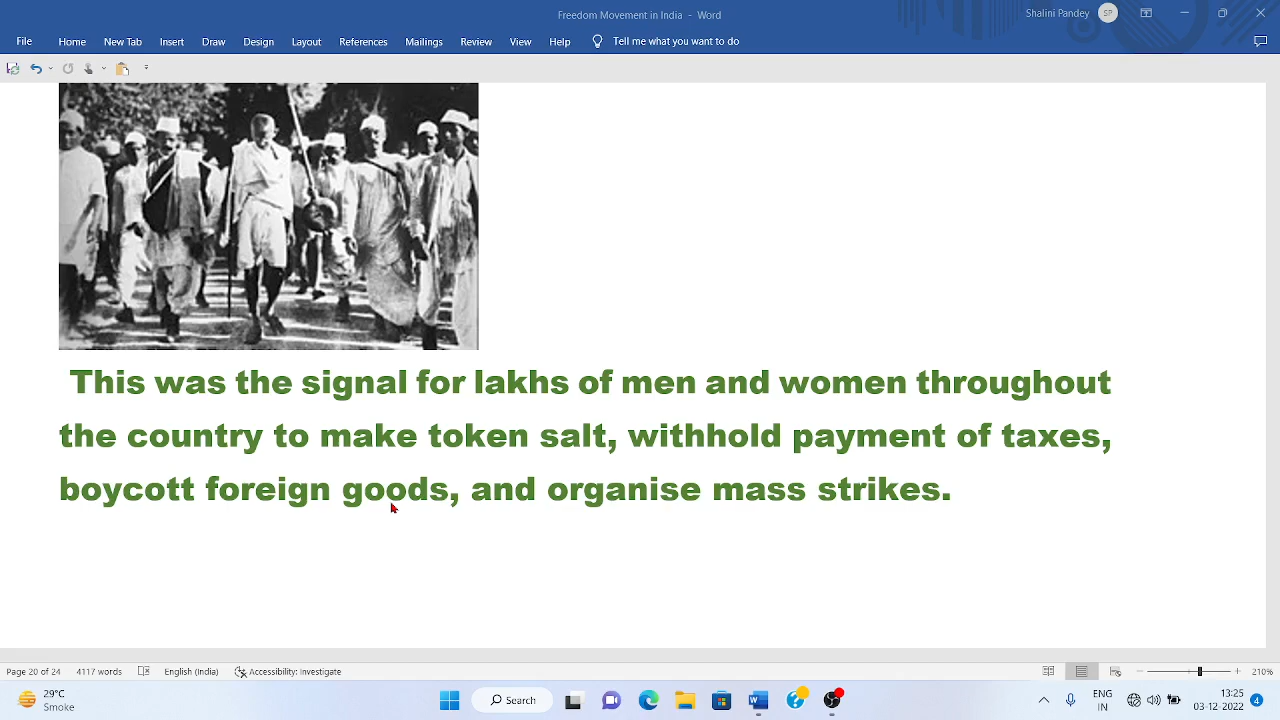 Freedom Movement in India - Word
Shalini Pandey SP
File Home New Tab Insert Draw Design Layout References Mailings Review View Help Tell me what you want to do
This was the signal for lakhs of men and women throughout
the country to make token salt, withhold payment of taxes,
boycott foreign goods, and organise mass strikes.
Page 20 of 24 4117 words English (India) Accessibility: Investigate 210%
29°C
Smoke
Search
ENG
IN
13:25
03-12-2022
4